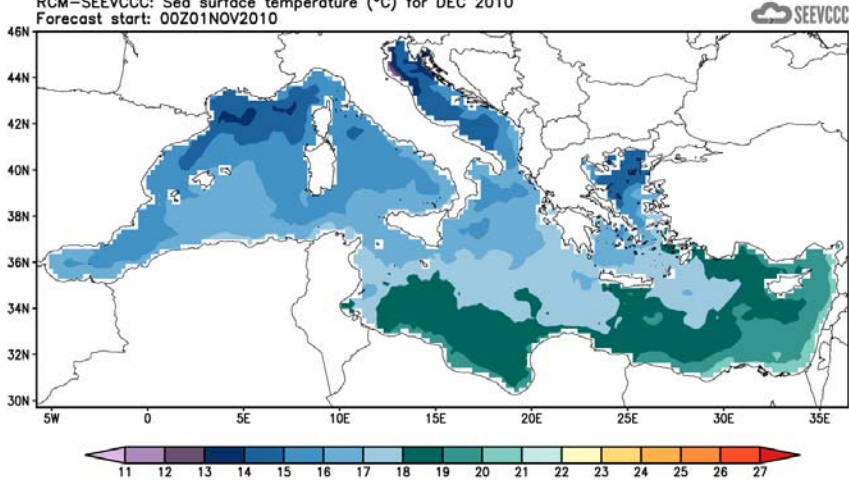 RCM-SEEVCCC: Sea surface temperature (°C) for DEC 2010
Forecast start: 00Z01NOV2010
SEEVCCC
46N
44N
42N
40N
38N
36N
34N
32N
30N
5W 0 5E 10E 15E 20E 25E 30E 35E
11 12 13 14 15 16 17 18 19 20 21 22 23 24 25 26 27